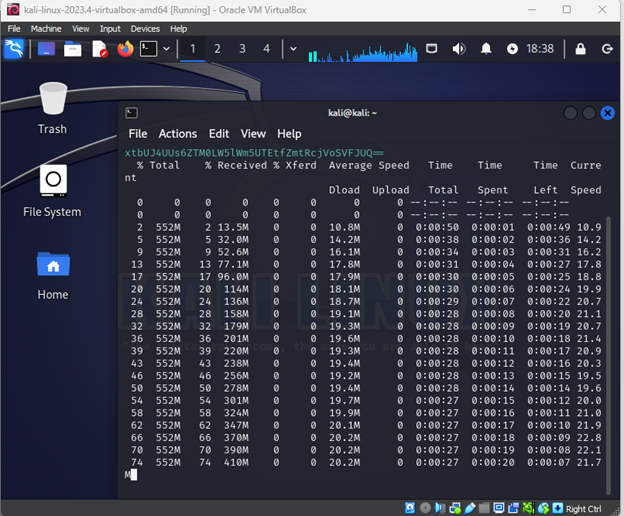 kali-linux-2023.4-virtualbox-amd64 [Running] - Oracle VM VirtualBox
File Machine View Input Devices Help
1 2 3 4 18:38
Trash
File System
Home
kali@kali: ~
File Actions Edit View Help
xtbUJ4UUs6ZTM0LW5lWm5UTEtfZmtRcjVoSVFJUQ==
% Total % Received % Xferd Average Speed Time Time Time Curre
nt
Dload Upload Total Spent Left Speed
0 0 0 0 0 0 0 0 --:--:-- --:--:-- --:--:--
0 0 0 0 0 0 0 0 --:--:-- --:--:-- --:--:--
2 552M 2 13.5M 0 0 10.8M 0 0:00:50 0:00:01 0:00:49 10.9
5 552M 5 32.0M 0 0 14.2M 0 0:00:38 0:00:02 0:00:36 14.2
9 552M 9 52.6M 0 0 16.1M 0 0:00:34 0:00:03 0:00:31 16.2
13 552M 13 77.1M 0 0 17.8M 0 0:00:31 0:00:04 0:00:27 17.8
17 552M 17 96.0M 0 0 17.9M 0 0:00:30 0:00:05 0:00:25 18.8
20 552M 20 114M 0 0 18.1M 0 0:00:30 0:00:06 0:00:24 19.9
24 552M 24 136M 0 0 18.7M 0 0:00:29 0:00:07 0:00:22 20.7
28 552M 28 158M 0 0 19.1M 0 0:00:28 0:00:08 0:00:20 21.1
32 552M 32 179M 0 0 19.3M 0 0:00:28 0:00:09 0:00:19 20.7
36 552M 36 201M 0 0 19.6M 0 0:00:28 0:00:10 0:00:18 21.4
39 552M 39 220M 0 0 19.3M 0 0:00:28 0:00:11 0:00:17 20.9
43 552M 43 238M 0 0 19.4M 0 0:00:28 0:00:12 0:00:16 20.3
46 552M 46 256M 0 0 19.4M 0 0:00:28 0:00:13 0:00:15 19.5
50 552M 50 278M 0 0 19.4M 0 0:00:28 0:00:14 0:00:14 19.6
54 552M 54 301M 0 0 19.7M 0 0:00:27 0:00:15 0:00:12 20.0
58 552M 58 324M 0 0 19.9M 0 0:00:27 0:00:16 0:00:11 21.0
62 552M 62 347M 0 0 20.1M 0 0:00:27 0:00:17 0:00:10 21.9
66 552M 66 370M 0 0 20.2M 0 0:00:27 0:00:18 0:00:09 22.8
70 552M 70 390M 0 0 20.2M 0 0:00:27 0:00:19 0:00:08 22.1
74 552M 74 410M 0 0 20.2M 0 0:00:27 0:00:20 0:00:07 21.7
M
Right Ctrl